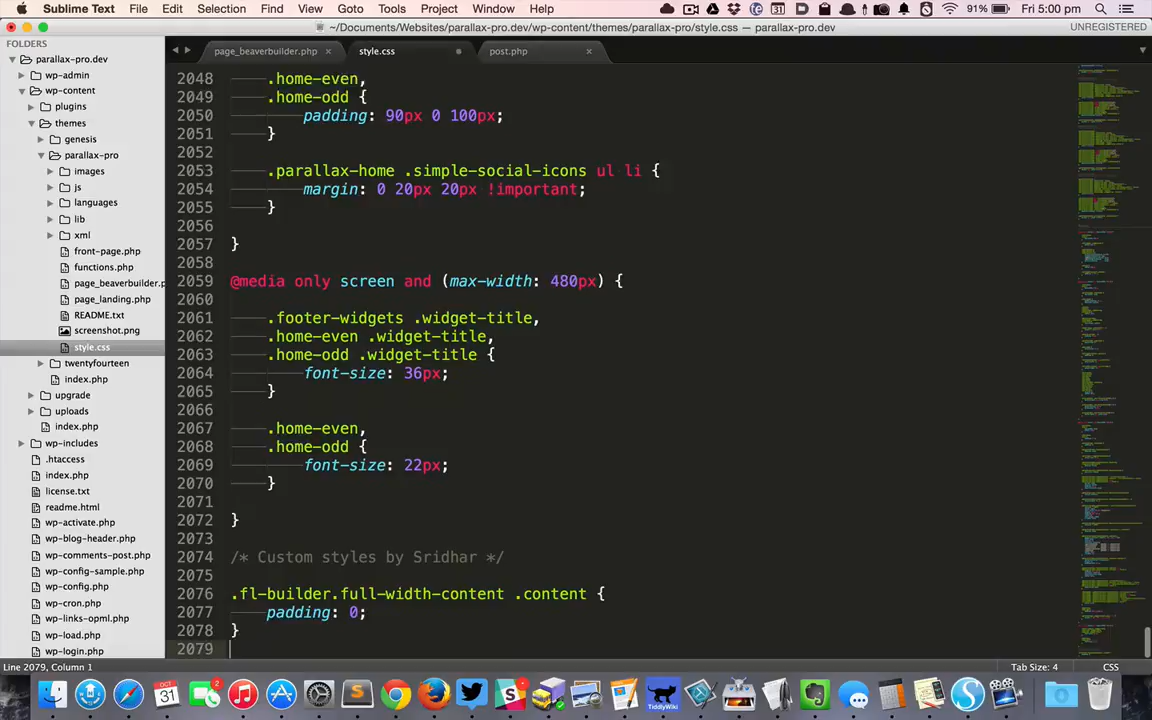 Sublime Text File Edit Selection Find View Goto Tools Project Window Help 91% Fri 5:00 pm
~/Documents/Websites/parallax-pro.dev/wp-content/themes/parallax-pro/style.css — parallax-pro.dev UNREGISTERED
FOLDERS
parallax-pro.dev
wp-admin
wp-content
plugins
themes
genesis
parallax-pro
images
js
languages
lib
xml
front-page.php
functions.php
page_beaverbuilder.p
page_landing.php
README.txt
screenshot.png
style.css
twentyfourteen
index.php
upgrade
uploads
index.php
wp-includes
.htaccess
index.php
license.txt
readme.html
wp-activate.php
wp-blog-header.php
wp-comments-post.php
wp-config-sample.php
wp-config.php
wp-cron.php
wp-links-opml.php
wp-load.php
wp-login.php
page_beaverbuilder.php style.css post.php
2048 .home-even,
2049 .home-odd {
2050 padding: 90px 0 100px;
2051 }
2052
2053 .parallax-home .simple-social-icons ul li {
2054 margin: 0 20px 20px !important;
2055 }
2056
2057 }
2058
2059 @media only screen and (max-width: 480px) {
2060
2061 .footer-widgets .widget-title,
2062 .home-even .widget-title,
2063 .home-odd .widget-title {
2064 font-size: 36px;
2065 }
2066
2067 .home-even,
2068 .home-odd {
2069 font-size: 22px;
2070 }
2071
2072 }
2073
2074 /* Custom styles by Sridhar */
2075
2076 .fl-builder.full-width-content .content {
2077 padding: 0;
2078 }
2079
Line 2079, Column 1 Tab Size: 4 CSS
OCT
31
2
TiddyWiki